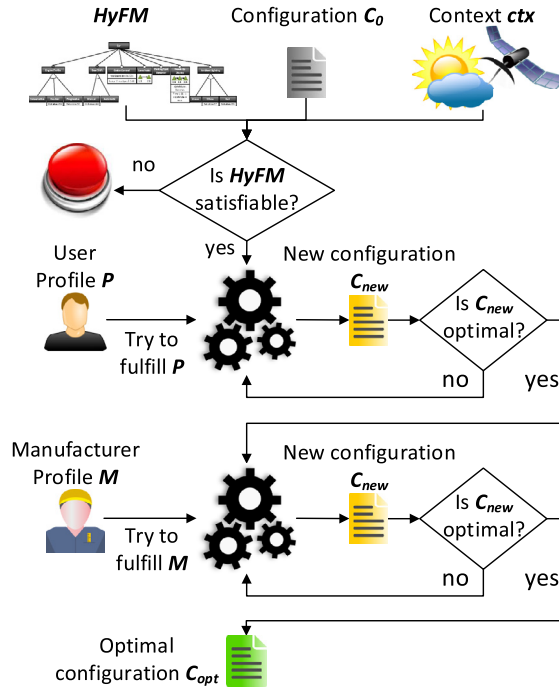 HyFM
Configuration C0
Context ctx
no
Is HyFM
satisfiable?
yes
User
Profile P
New configuration
Cnew
Is Cnew
optimal?
Try to
fulfill P
no
yes
Manufacturer
Profile M
New configuration
Cnew
Is Cnew
optimal?
Try to
fulfill M
no
yes
Optimal
configuration Copt